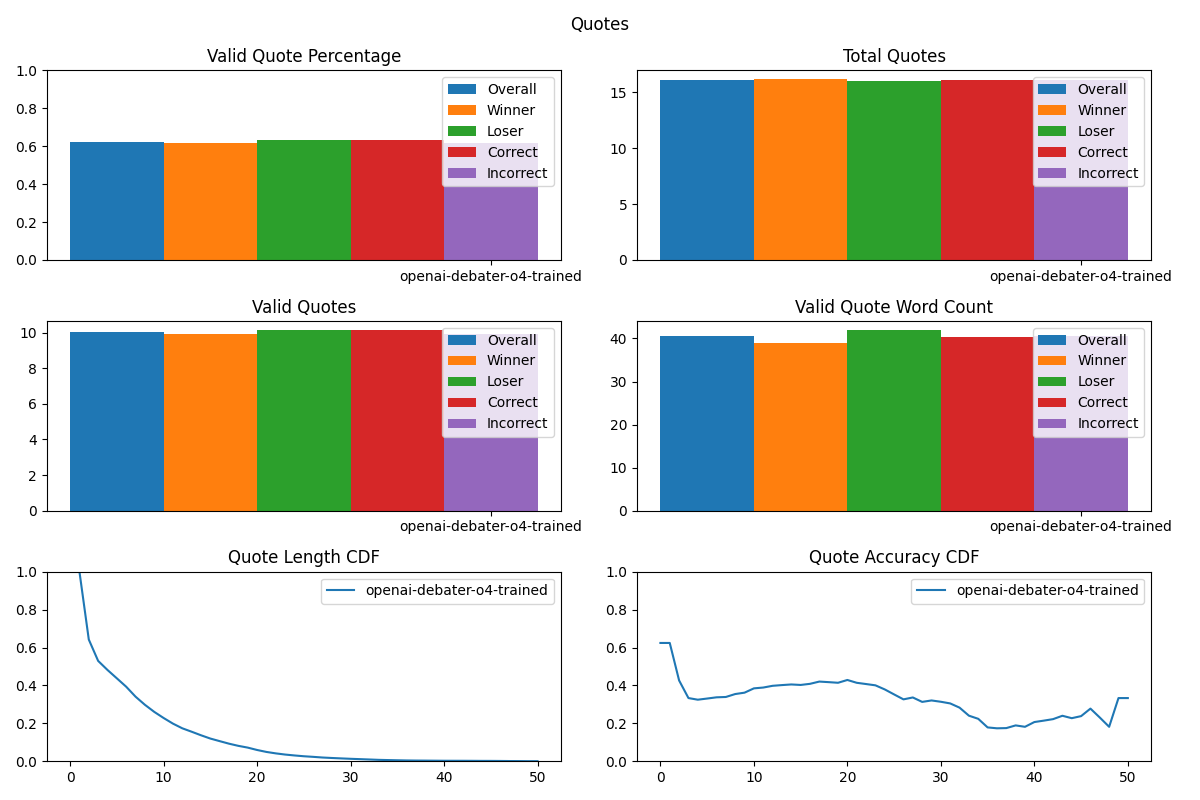 Quotes
Valid Quote Percentage
1.0
0.8
0.6
0.4
0.2
0.0
Overall
Winner
Loser
Correct
Incorrect
openai-debater-o4-trained
Total Quotes
15
10
5
0
Overall
Winner
Loser
Correct
Incorrect
openai-debater-o4-trained
Valid Quotes
10
8
6
4
2
0
Overall
Winner
Loser
Correct
Incorrect
openai-debater-o4-trained
Valid Quote Word Count
40
30
20
10
0
Overall
Winner
Loser
Correct
Incorrect
openai-debater-o4-trained
Quote Length CDF
1.0
0.8
0.6
0.4
0.2
0.0
openai-debater-o4-trained
0 10 20 30 40 50
Quote Accuracy CDF
1.0
0.8
0.6
0.4
0.2
0.0
openai-debater-o4-trained
0 10 20 30 40 50